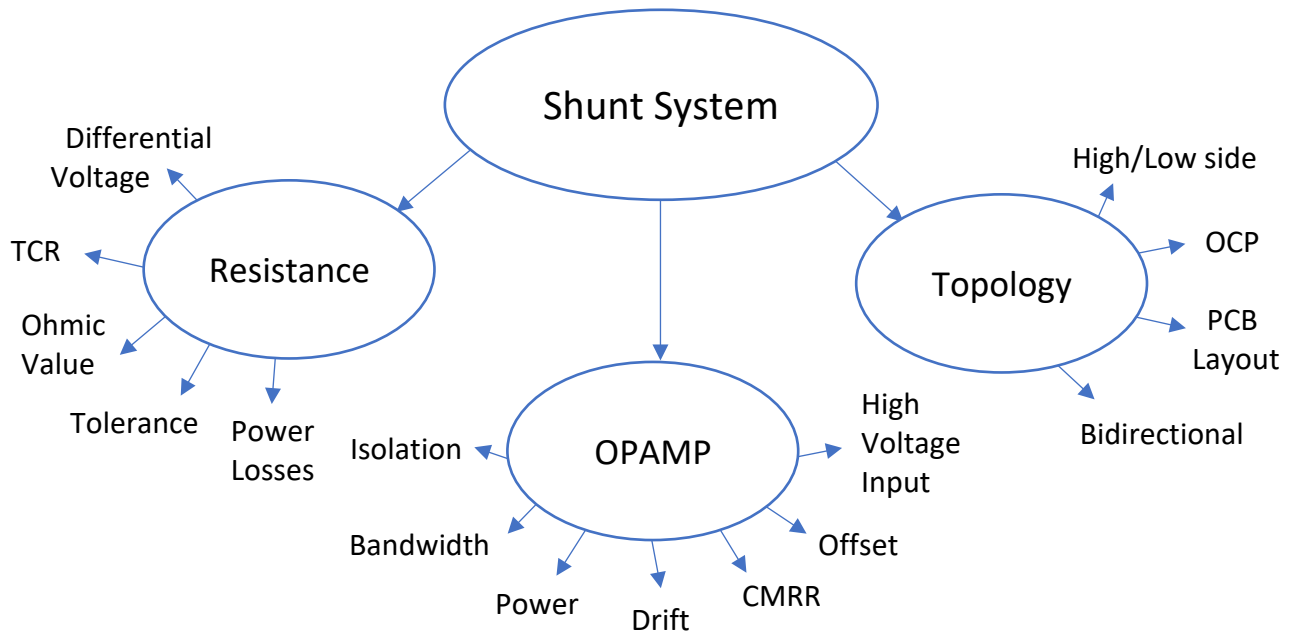 Shunt System
Differential
Voltage
TCR
Resistance
Ohmic
Value
Tolerance
Power
Losses
High/Low side
OCP
Topology
PCB
Layout
Bidirectional
Isolation
OPAMP
High
Voltage
Input
Bandwidth
Offset
Power
Drift
CMRR